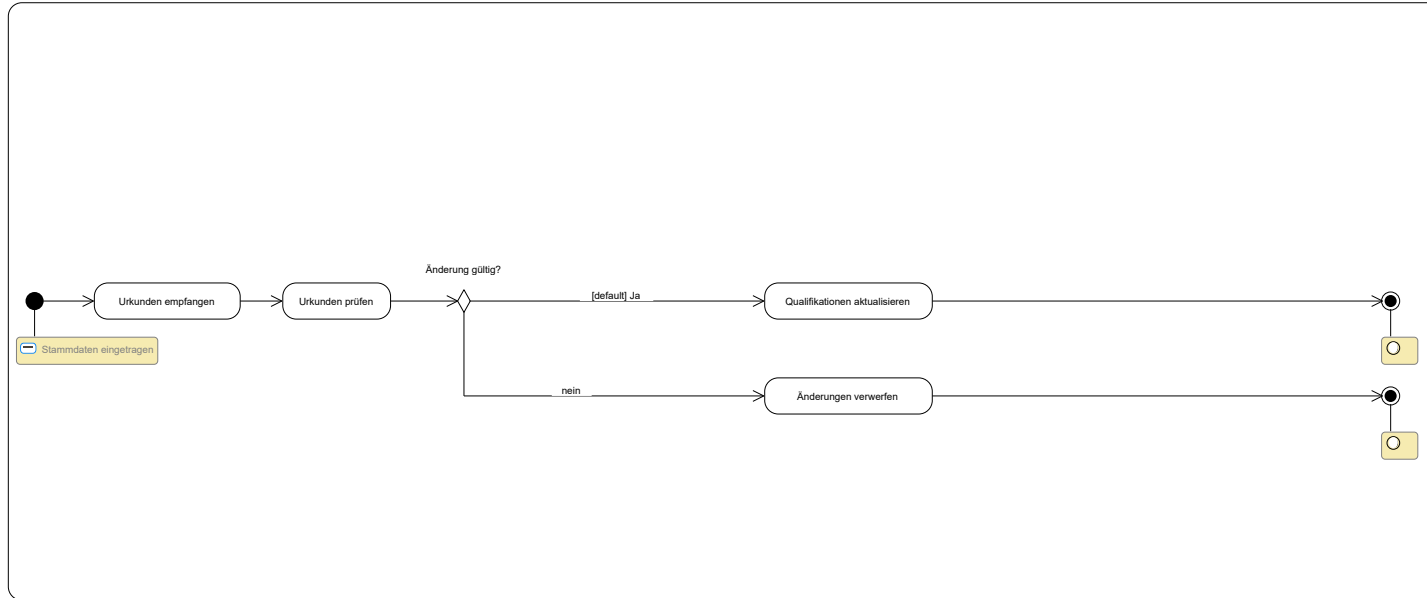 Änderung gültig?
Urkunden empfangen
Urkunden prüfen
[default] Ja
Qualifikationen aktualisieren
Stammdaten eingetragen
nein
Änderungen verwerfen